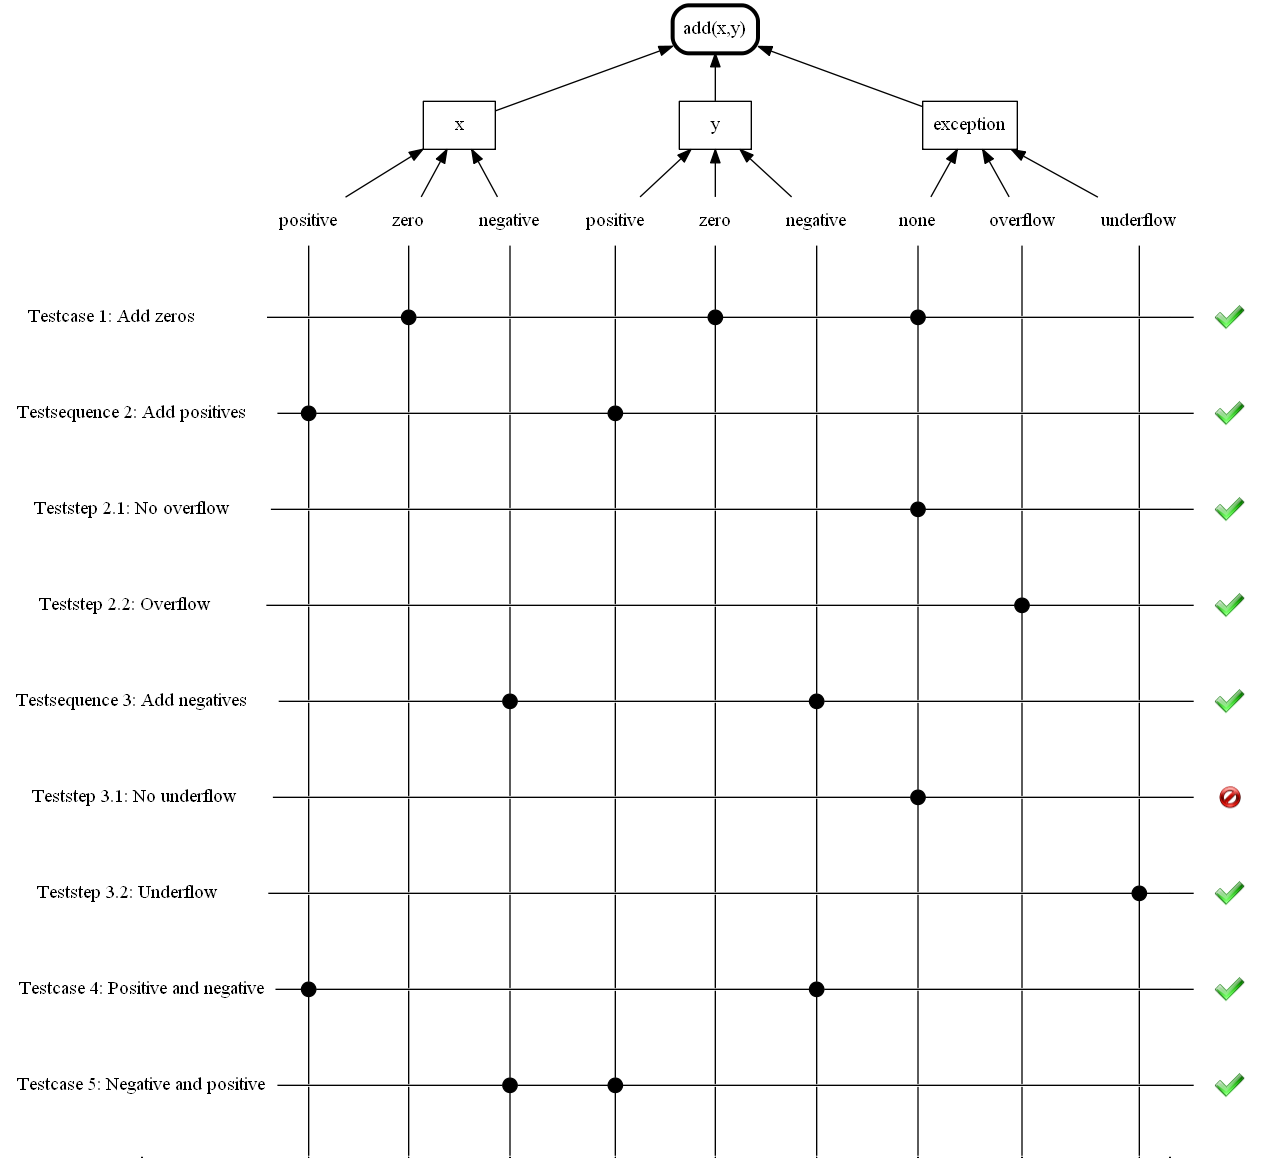 add(x,y)
x
y
exception
positive
zero
negative
positive
zero
negative
none
overflow
underflow
Testcase 1: Add zeros
Testsequence 2: Add positives
Teststep 2.1: No overflow
Teststep 2.2: Overflow
Testsequence 3: Add negatives
Teststep 3.1: No underflow
Teststep 3.2: Underflow
Testcase 4: Positive and negative
Testcase 5: Negative and positive